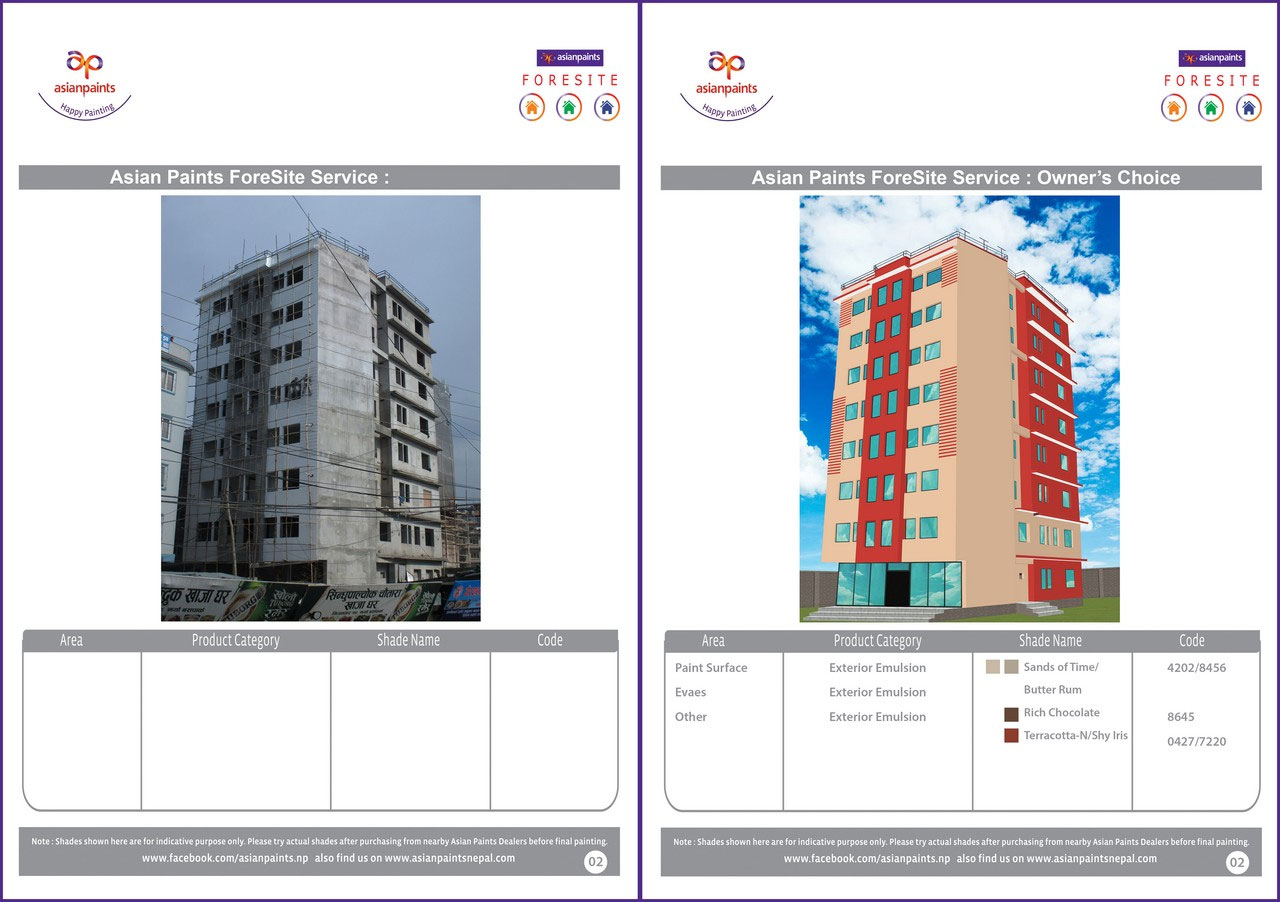 asianpaints
Happy Painting
asianpaints
FORESITE
Asian Paints ForeSite Service :
खाजा घर
सिन्धुपाल्चोक चौतारा
खाजा घर
Area Product Category Shade Name Code
Note : Shades shown here are for indicative purpose only. Please try actual shades after purchasing from nearby Asian Paints Dealers before final painting.
www.facebook.com/asianpaints.np also find us on www.asianpaintsnepal.com
02
asianpaints
Happy Painting
asianpaints
FORESITE
Asian Paints ForeSite Service : Owner's Choice
Area Product Category Shade Name Code
Paint Surface Exterior Emulsion Sands of Time/ 4202/8456
Evaes Exterior Emulsion Butter Rum
Other Exterior Emulsion Rich Chocolate 8645
Terracotta-N/Shy Iris 0427/7220
Note : Shades shown here are for indicative purpose only. Please try actual shades after purchasing from nearby Asian Paints Dealers before final painting.
www.facebook.com/asianpaints.np also find us on www.asianpaintsnepal.com
02